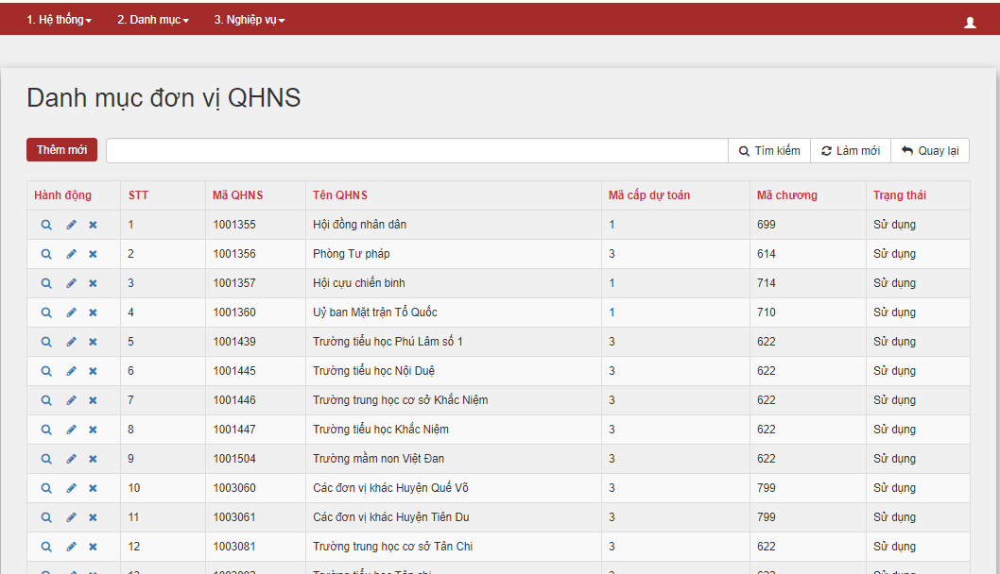 1. Hệ thống 2. Danh mục 3. Nghiệp vụ
Danh mục đơn vị QHNS
Thêm mới Tìm kiếm Làm mới Quay lại
Hành động STT Mã QHNS Tên QHNS Mã cấp dự toán Mã chương Trạng thái
1 1001355 Hội đồng nhân dân 1 699 Sử dụng
2 1001356 Phòng Tư pháp 3 614 Sử dụng
3 1001357 Hội cựu chiến binh 1 714 Sử dụng
4 1001360 Uỷ ban Mặt trận Tổ Quốc 1 710 Sử dụng
5 1001439 Trường tiểu học Phú Lâm số 1 3 622 Sử dụng
6 1001445 Trường tiểu học Nội Duệ 3 622 Sử dụng
7 1001446 Trường trung học cơ sở Khắc Niệm 3 622 Sử dụng
8 1001447 Trường tiểu học Khắc Niệm 3 622 Sử dụng
9 1001504 Trường mầm non Việt Đan 3 622 Sử dụng
10 1003060 Các đơn vị khác Huyện Quế Võ 3 799 Sử dụng
11 1003061 Các đơn vị khác Huyện Tiên Du 3 799 Sử dụng
12 1003081 Trường trung học cơ sở Tân Chi 3 622 Sử dụng